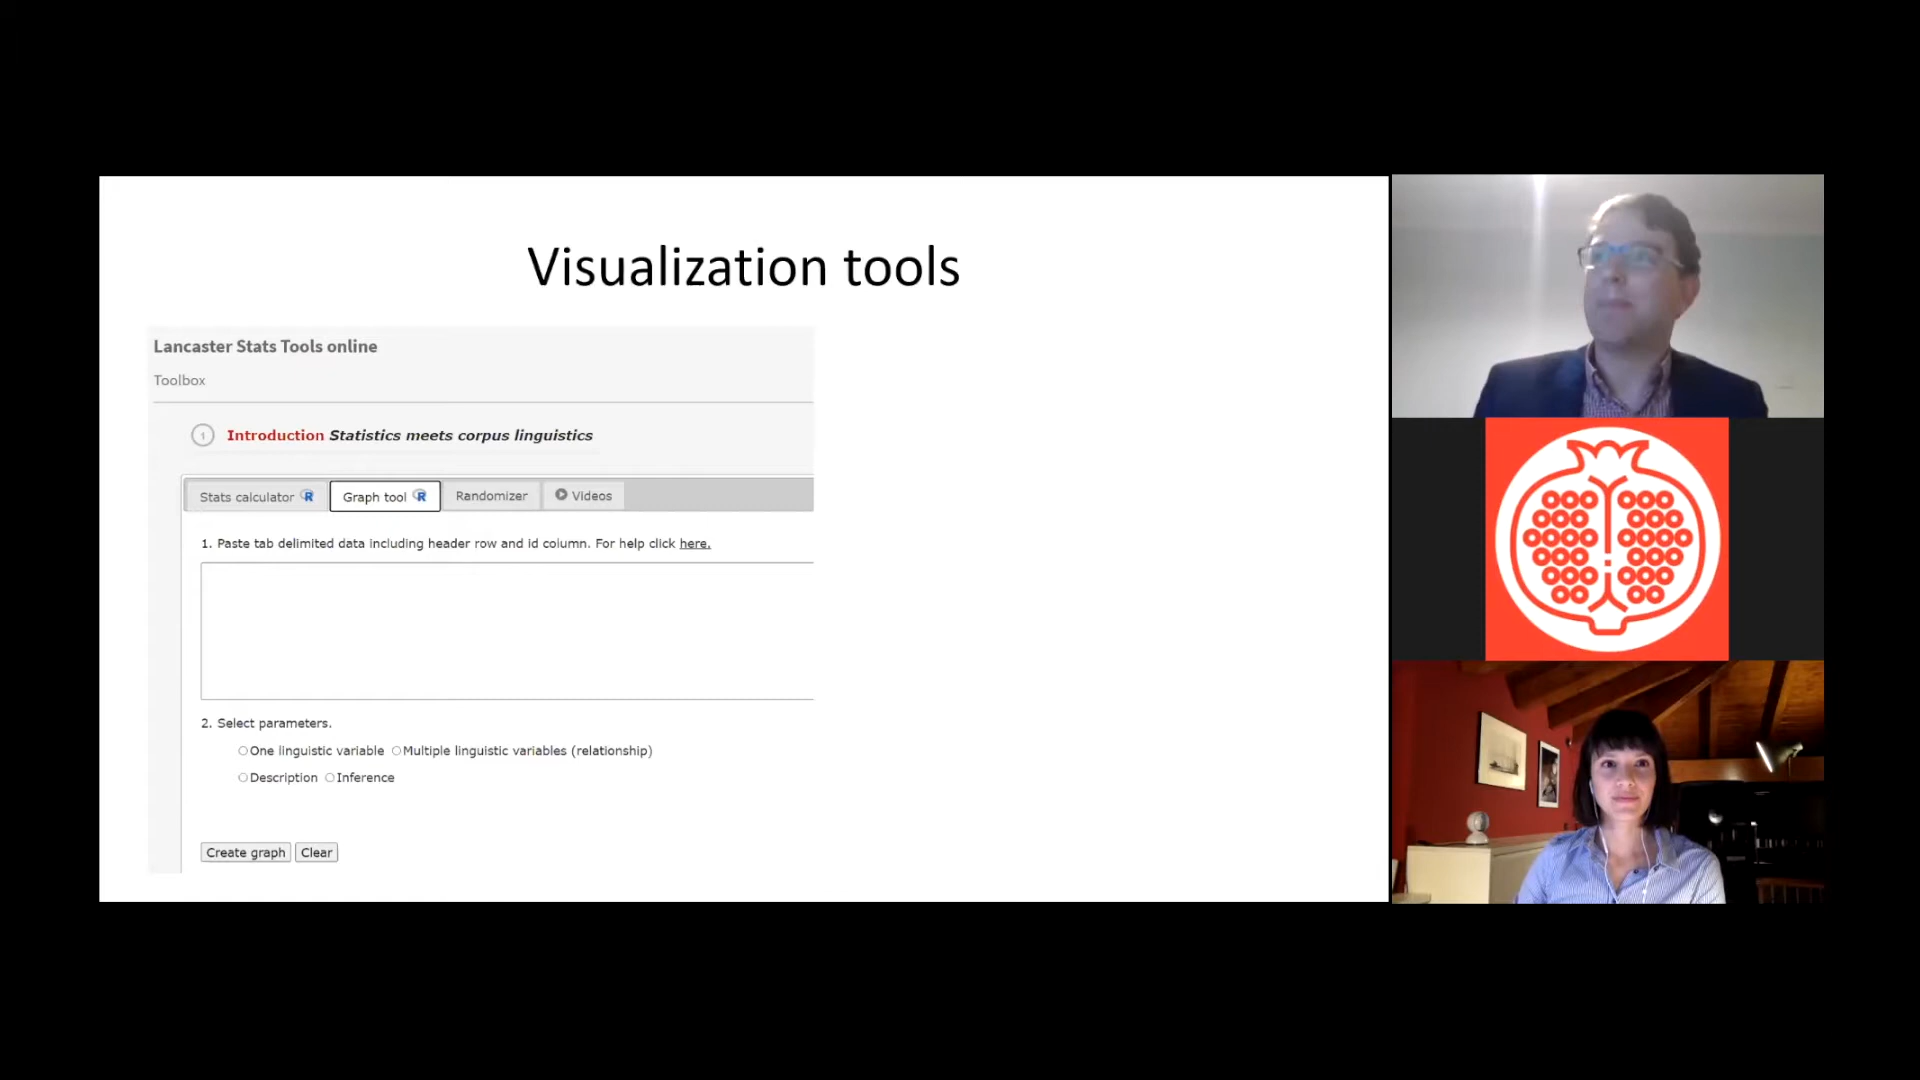 Visualization tools
Lancaster Stats Tools online
Toolbox
1 Introduction Statistics meets corpus linguistics
Stats calculator R Graph tool R Randomizer Videos
1. Paste tab delimited data including header row and id column. For help click here.
2. Select parameters.
One linguistic variable Multiple linguistic variables (relationship)
Description Inference
Create graph Clear